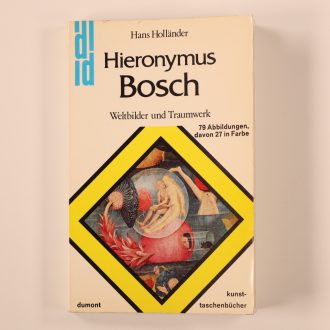 Hans Holländer
Hieronymus
Bosch
Weltbilder und Traumwerk
79 Abbildungen,
davon 27 in Farbe
dumont
kunst-
taschenbücher